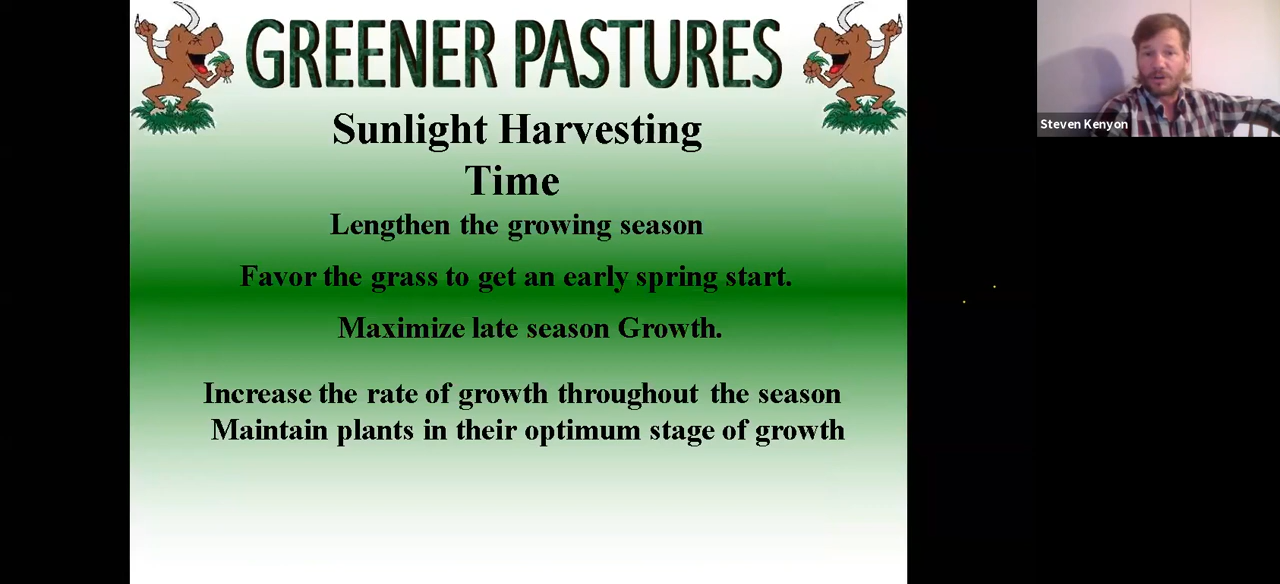 GREENER PASTURES
Sunlight Harvesting
Time
Lengthen the growing season
Favor the grass to get an early spring start.
Maximize late season Growth.
Increase the rate of growth throughout the season
Maintain plants in their optimum stage of growth
Steven Kenyon